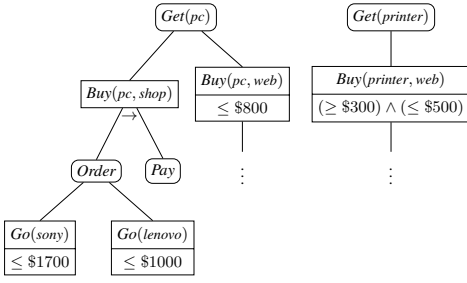 Get(pc)
Get(printer)
Buy(pc, shop)
→
Buy(pc, web)
≤ $800
Buy(printer, web)
(≥ $300) ∧ (≤ $500)
Order
Pay
⋮
⋮
Go(sony)
≤ $1700
Go(lenovo)
≤ $1000